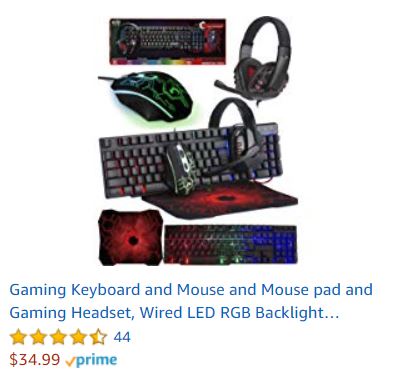 Gaming Keyboard and Mouse and Mouse pad and
Gaming Headset, Wired LED RGB Backlight...
44
$34.99 prime